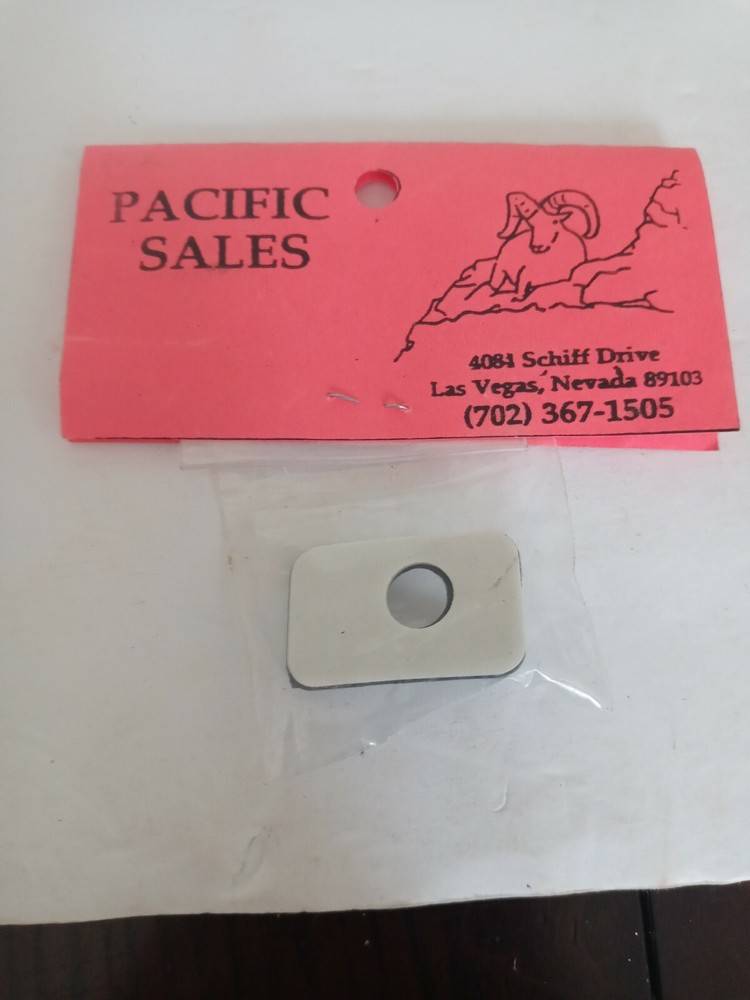 PACIFIC
SALES
4081 Schiff Drive
Las Vegas, Nevada 89103
(702) 367-1505